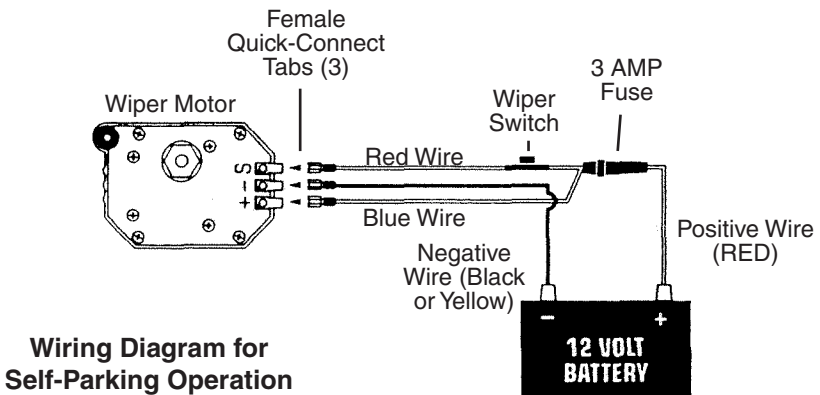 Female
Quick-Connect
Tabs (3)
3 AMP
Fuse
Wiper Motor
Wiper
Switch
S
Red Wire
–
+
Blue Wire
Positive Wire
(RED)
Negative
Wire (Black
or Yellow)
– +
12 VOLT
BATTERY
Wiring Diagram for
Self-Parking Operation